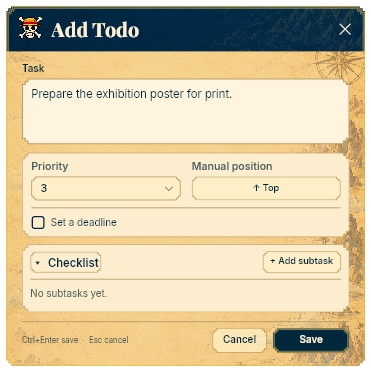 Add Todo
Task
Prepare the exhibition poster for print.
Priority
Manual position
3
↑ Top
Set a deadline
Checklist
+ Add subtask
No subtasks yet.
Ctrl+Enter save · Esc cancel
Cancel
Save